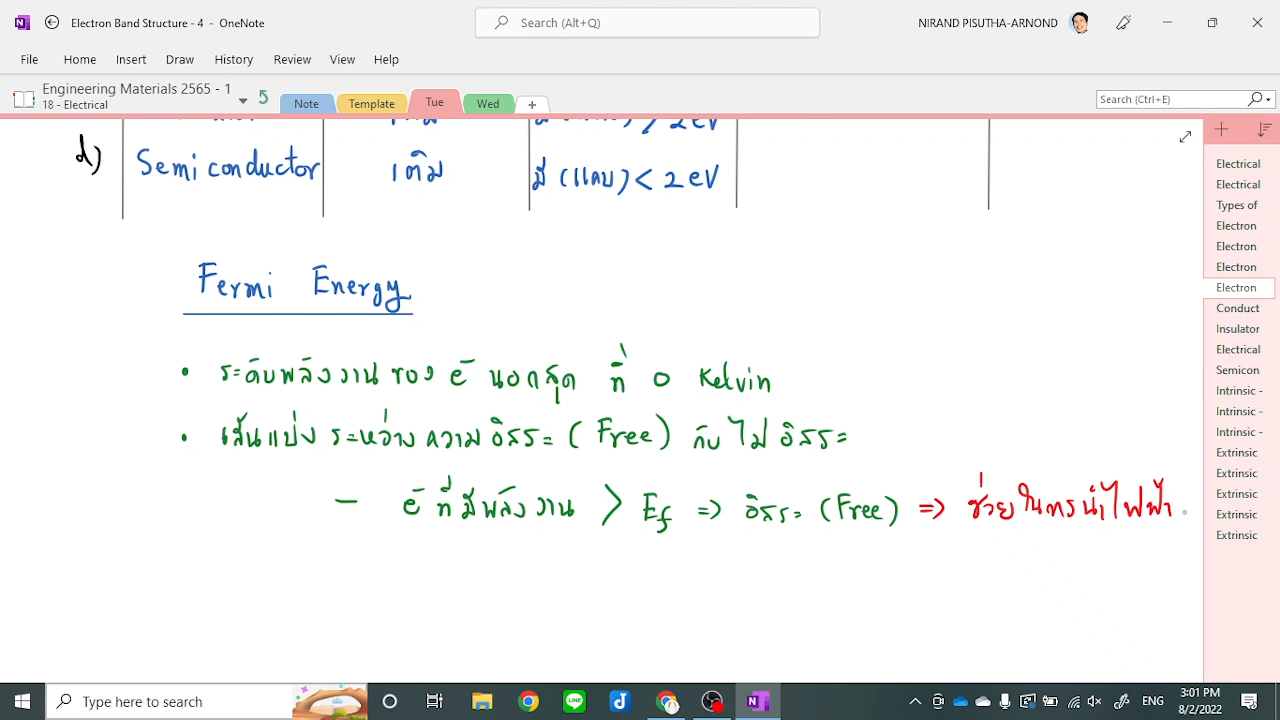 Electron Band Structure - 4 - OneNote
Search (Alt+Q)
NIRAND PISUTHA-ARNOND
File Home Insert Draw History Review View Help
Engineering Materials 2565 - 1
18 - Electrical
Note Template Tue Wed
Search (Ctrl+E)
2 eV
d) Semiconductor เต็ม มี (แคบ) < 2 eV
Fermi Energy
• ระดับพลังงาน ของ e⁻ นอกสุด ที่ 0 Kelvin
• เส้นแบ่ง ระหว่าง ความอิสระ (Free) กับ ไม่ อิสระ
- e⁻ ที่มีพลังงาน > Ef => อิสระ (Free) => ช่วยในการนำไฟฟ้า
Electrical
Electrical
Types of
Electron
Electron
Electron
Electron
Conduct
Insulator
Electrical
Semicon
Intrinsic -
Intrinsic -
Intrinsic -
Extrinsic
Extrinsic
Extrinsic
Extrinsic
Extrinsic
Type here to search
ENG
3:01 PM
8/2/2022